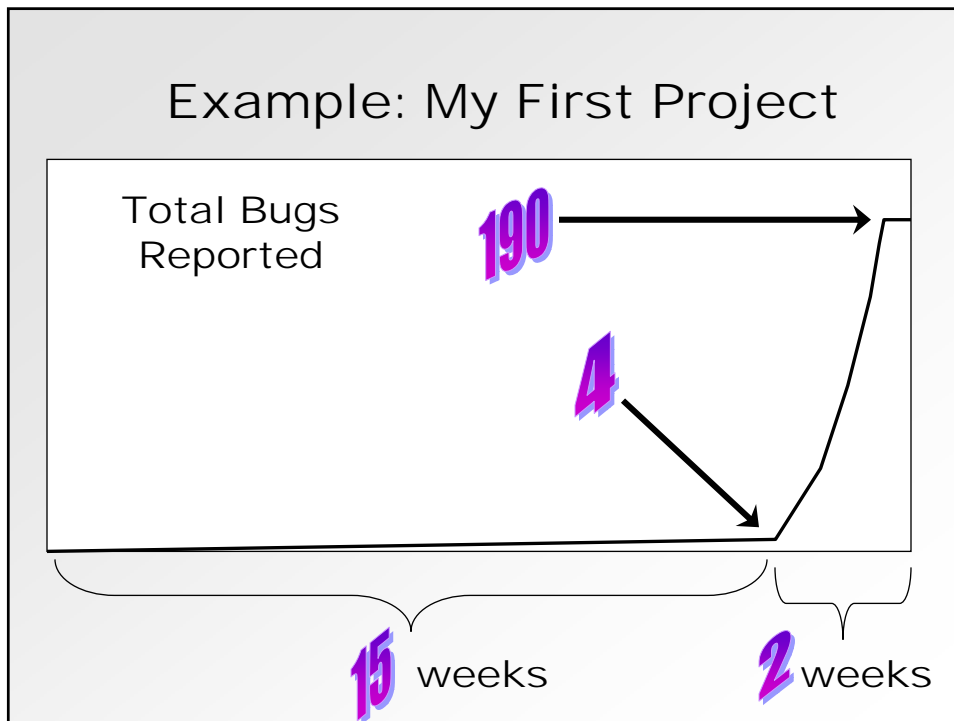 Example: My First Project
Total Bugs
Reported
190
4
15 weeks
2 weeks